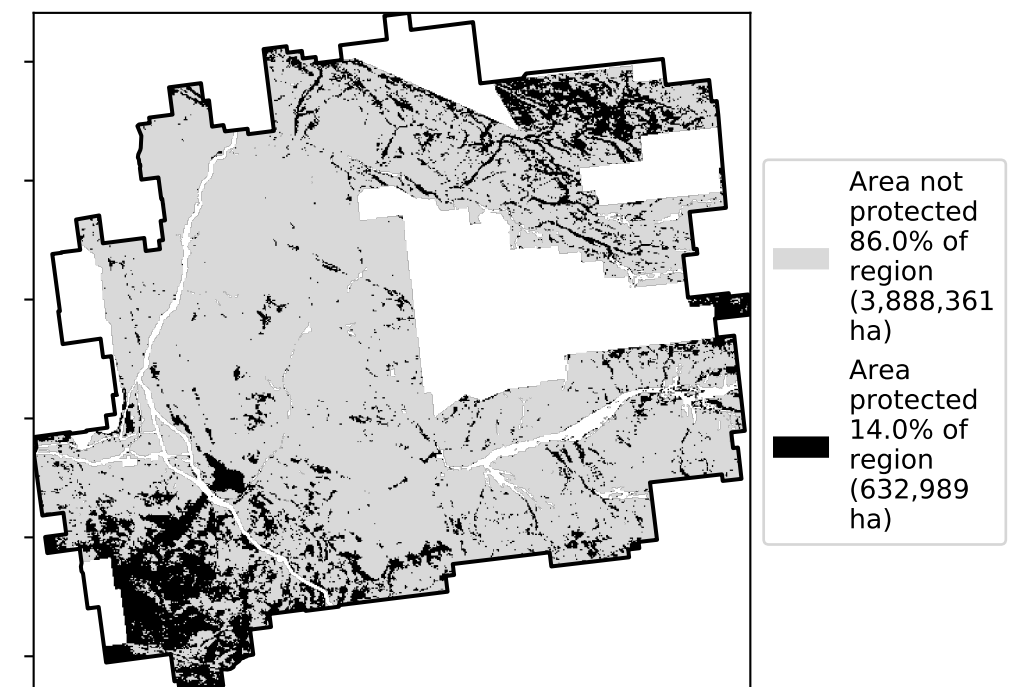 Area not
protected
86.0% of
region
(3,888,361
ha)
Area
protected
14.0% of
region
(632,989
ha)